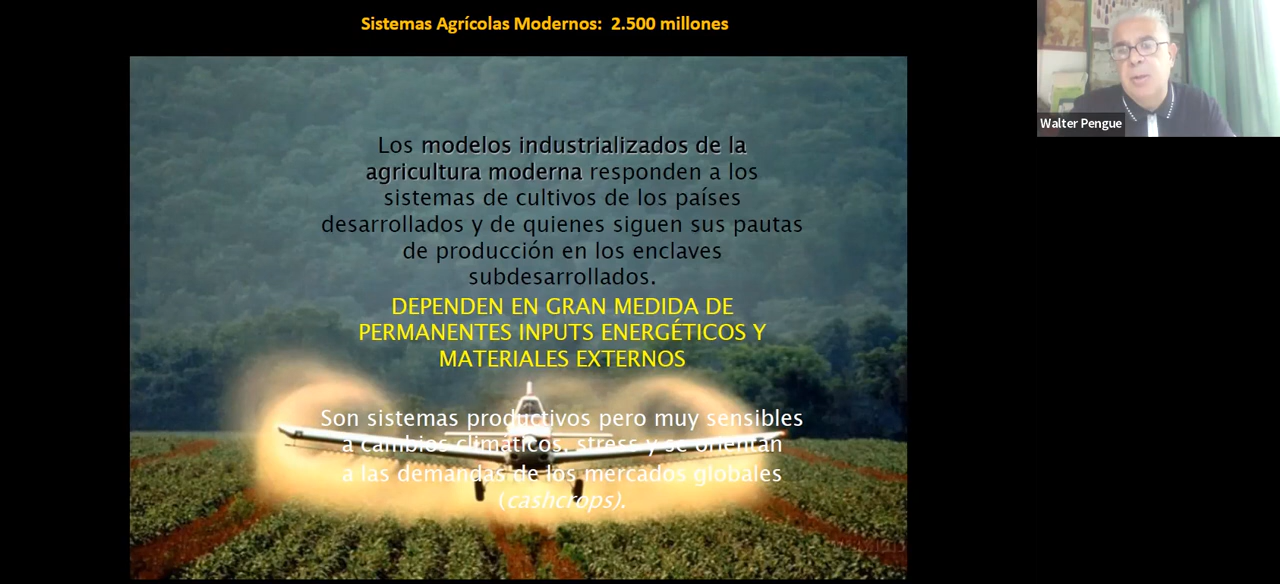 Sistemas Agrícolas Modernos: 2.500 millones
Walter Pengue
Los modelos industrializados de la
agricultura moderna responden a los
sistemas de cultivos de los países
desarrollados y de quienes siguen sus pautas
de producción en los enclaves
subdesarrollados.
DEPENDEN EN GRAN MEDIDA DE
PERMANENTES INPUTS ENERGÉTICOS Y
MATERIALES EXTERNOS
Son sistemas productivos pero muy sensibles
a cambios climáticos, stress y se orientan
a las demandas de los mercados globales
(cashcrops).